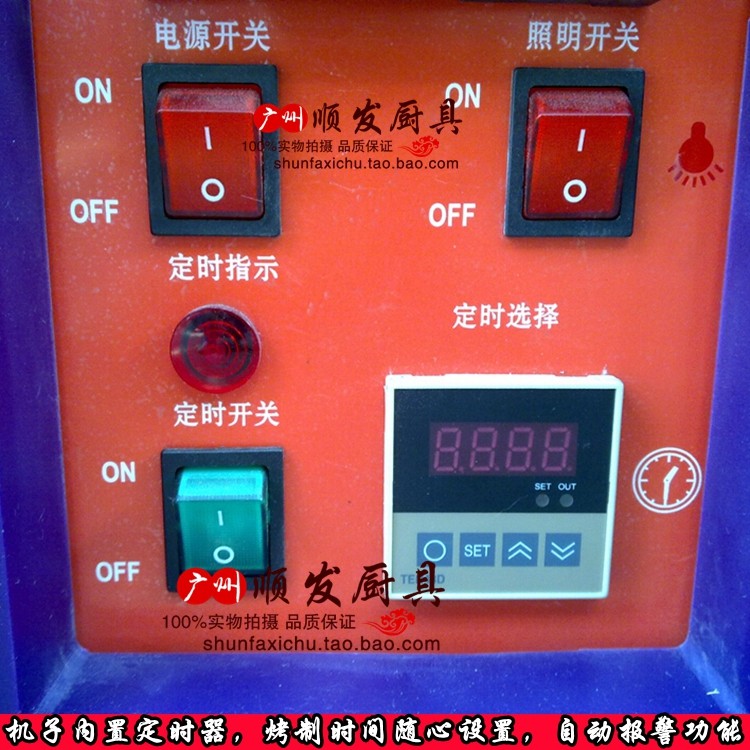 电源开关
照明开关
ON
ON
广州 顺发厨具
100%实物拍摄 品质保证
shunfaxichu.tao.bao.com
OFF
OFF
定时指示
定时选择
定时开关
ON
SET OUT
SET
OFF
广州 顺发厨具
100%实物拍摄 品质保证
shunfaxichu.tao.bao.com
机子内置定时器，烤制时间随心设置，自动报警功能